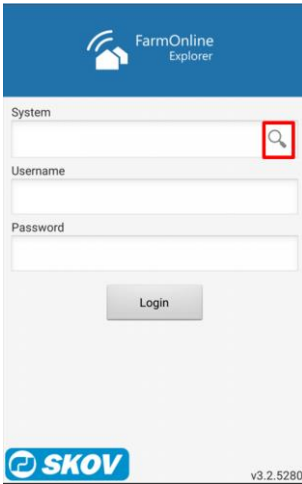 FarmOnline
Explorer
System
Username
Password
Login
SKOV
v3.2.5280